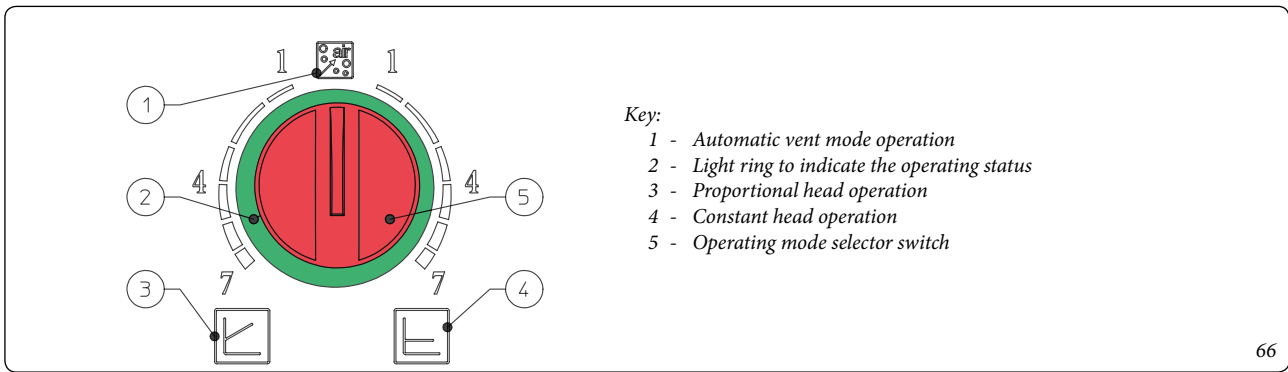 air
1 1
1
4 4
2 5
7 7
3 4
Key:
1 - Automatic vent mode operation
2 - Light ring to indicate the operating status
3 - Proportional head operation
4 - Constant head operation
5 - Operating mode selector switch
66